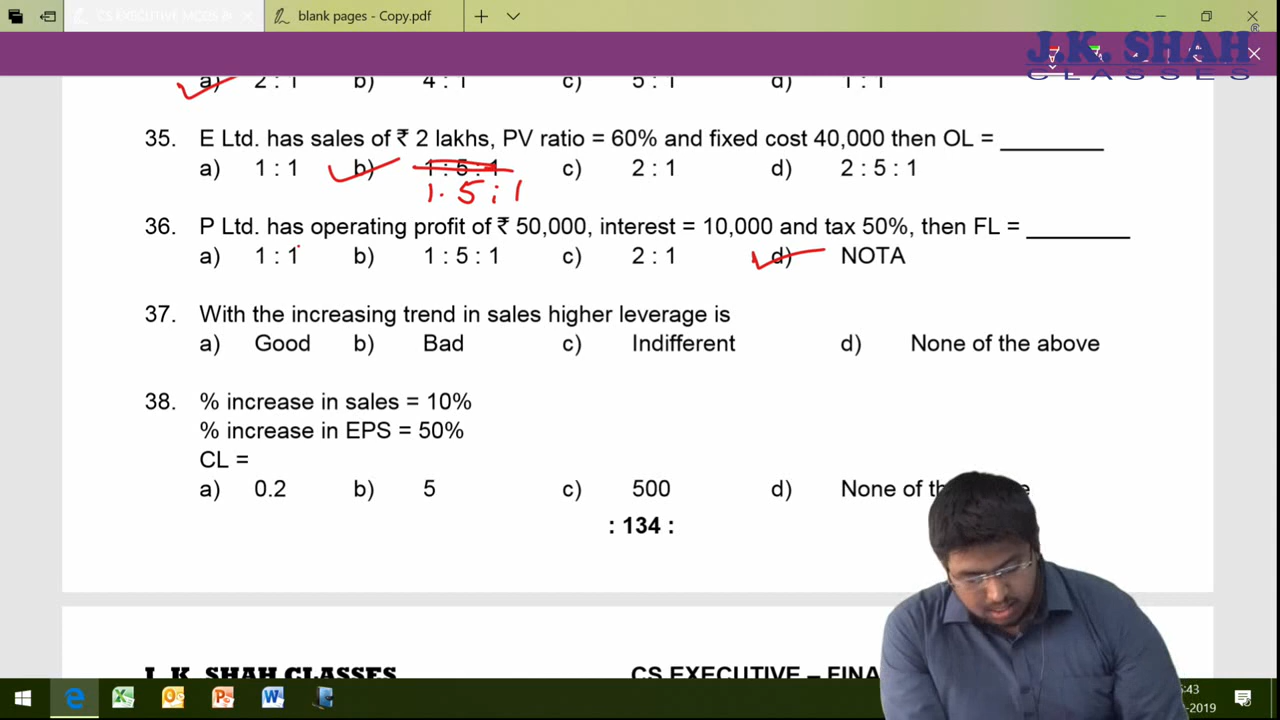 CS EXECUTIVE MCQS
blank pages - Copy.pdf
J.K. SHAH®
CLASSES
a) 2 : 1 b) 4 : 1 c) 5 : 1 d) 1 : 1
35. E Ltd. has sales of ₹ 2 lakhs, PV ratio = 60% and fixed cost 40,000 then OL = ________
a) 1 : 1 b) 1 : 5 : 1 c) 2 : 1 d) 2 : 5 : 1
1.5 : 1
36. P Ltd. has operating profit of ₹ 50,000, interest = 10,000 and tax 50%, then FL = ________
a) 1 : 1 b) 1 : 5 : 1 c) 2 : 1 d) NOTA
37. With the increasing trend in sales higher leverage is
a) Good b) Bad c) Indifferent d) None of the above
38. % increase in sales = 10%
% increase in EPS = 50%
CL =
a) 0.2 b) 5 c) 500 d) None of
: 134 :
J. K. SHAH CLASSES CS EXECUTIVE –
:43
-2019